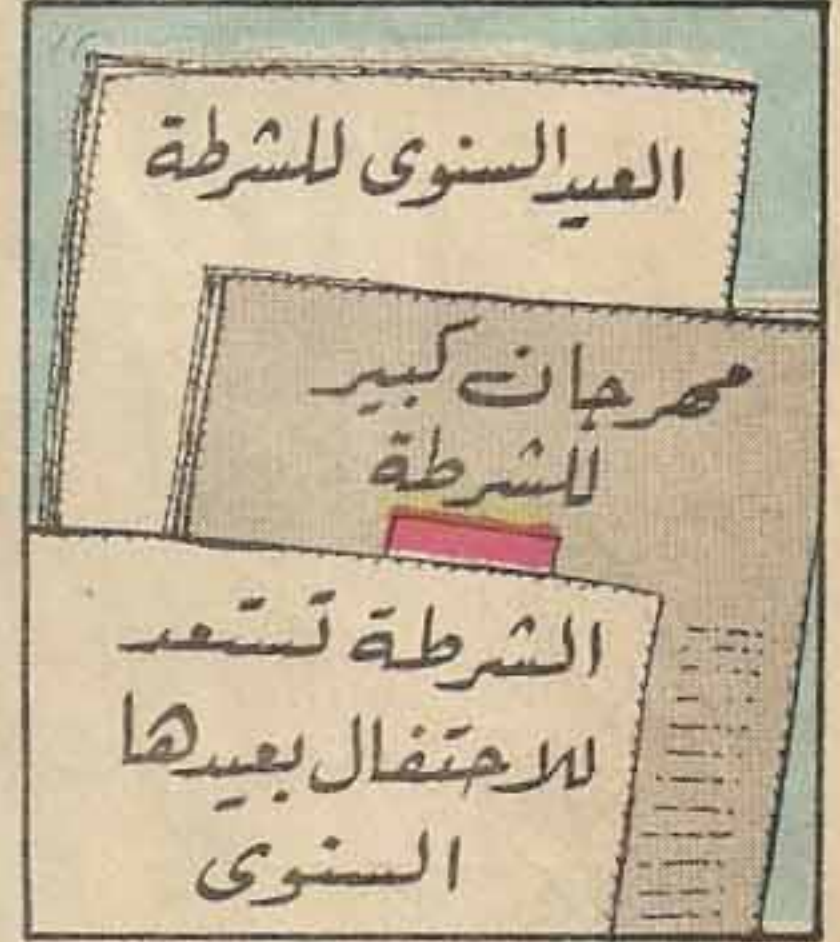 العيد السنوى للشرطة
مهرجان كبير
للشرطة
الشرطة تستعد
للاحتفال بعيدها
السنوى